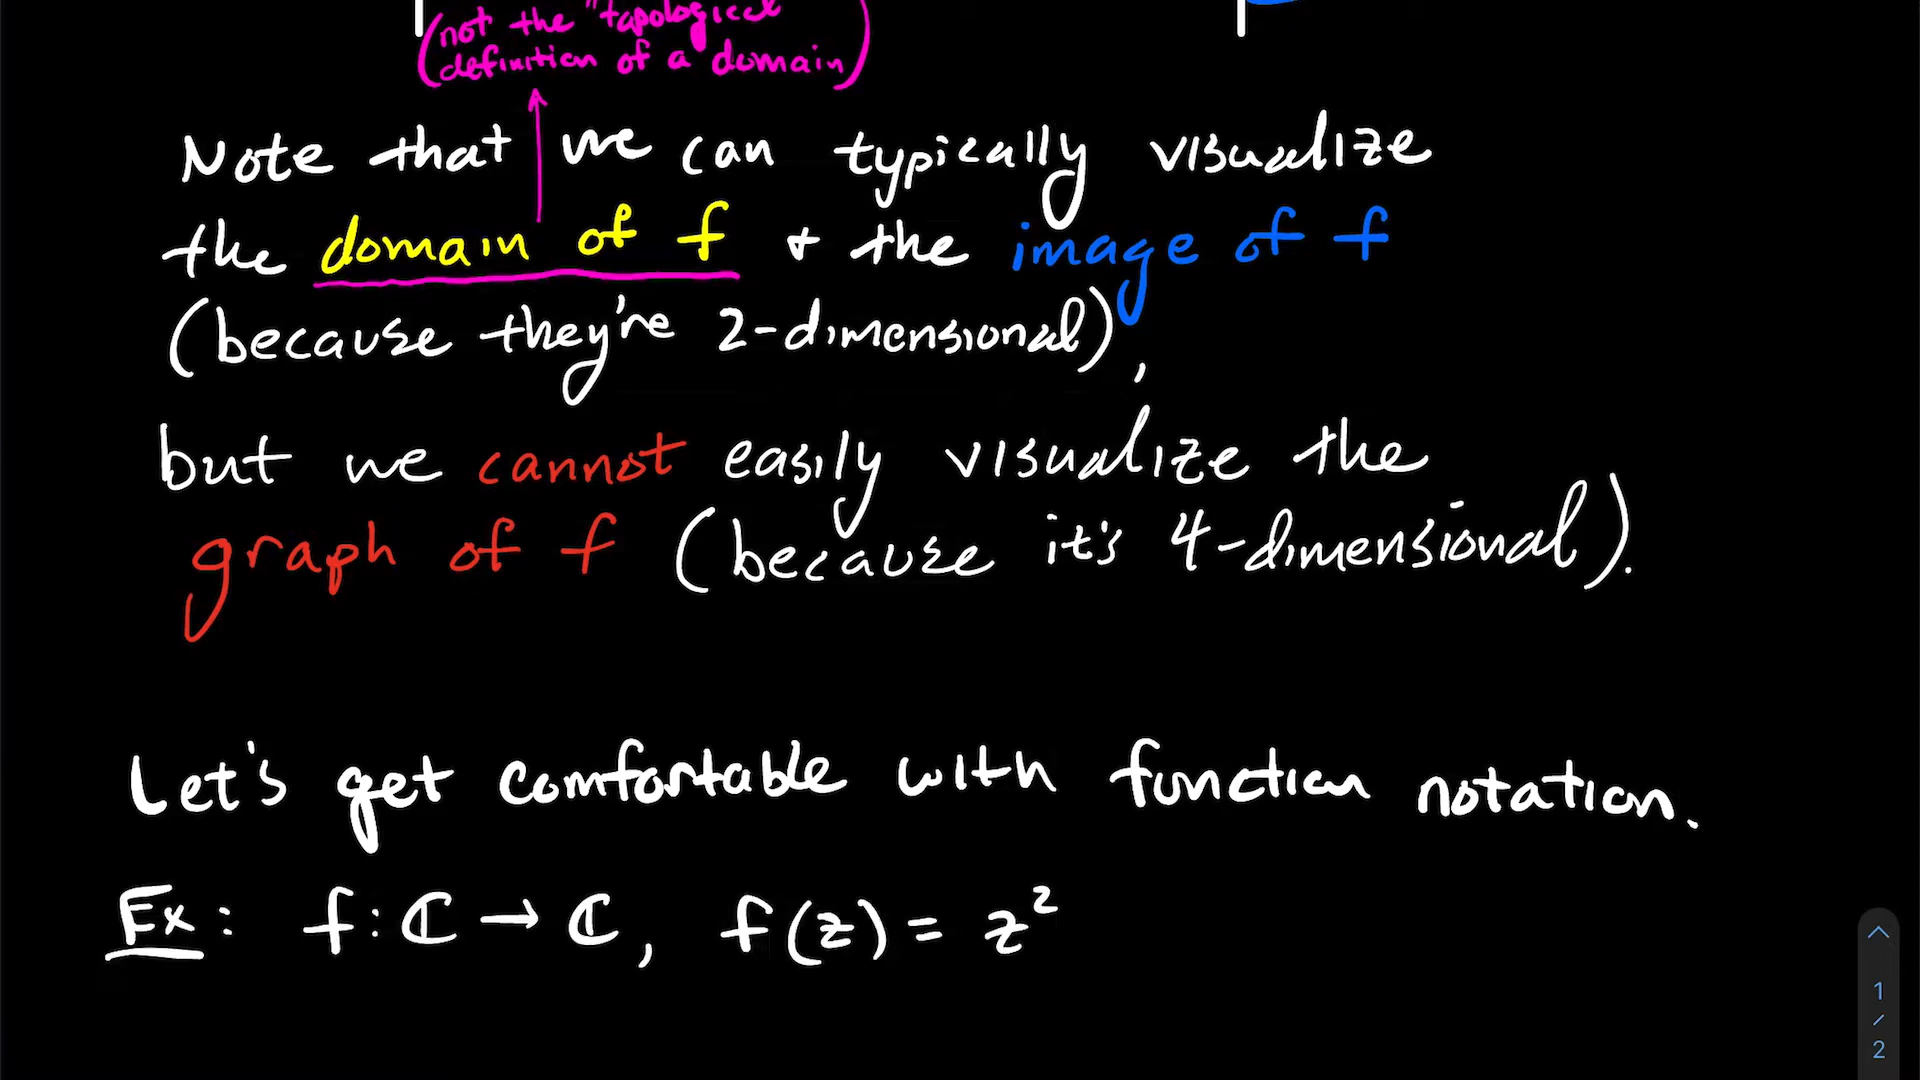 (not the "topological
definition of a domain)
Note that we can typically visualize
the domain of f + the image of f
(because they're 2-dimensional),
but we cannot easily visualize the
graph of f (because it's 4-dimensional).
Let's get comfortable with function notation.
Ex: f: ℂ → ℂ, f(z) = z²
1
/
2